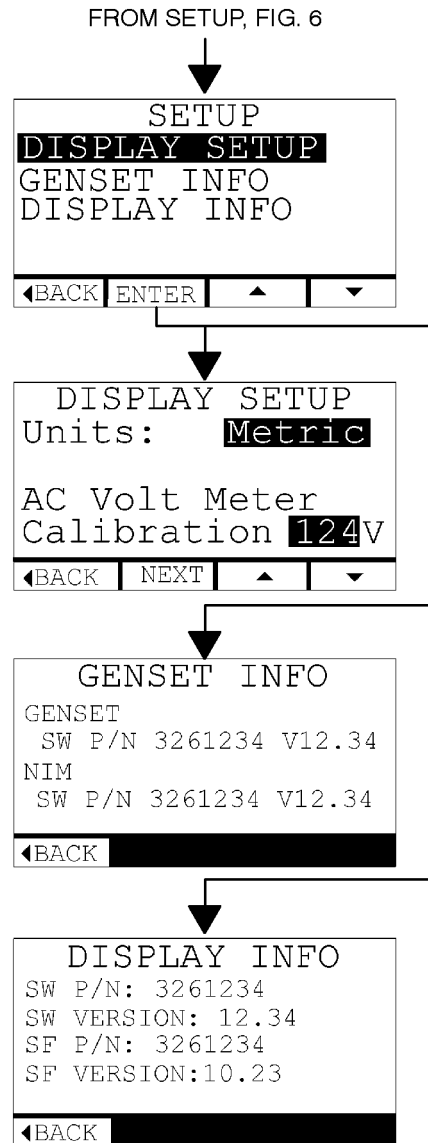 FROM SETUP, FIG. 6
SETUP
DISPLAY SETUP
GENSET INFO
DISPLAY INFO
◀BACK ENTER ▲ ▼
DISPLAY SETUP
Units: Metric
AC Volt Meter
Calibration 124V
◀BACK NEXT ▲ ▼
GENSET INFO
GENSET
SW P/N 3261234 V12.34
NIM
SW P/N 3261234 V12.34
◀BACK
DISPLAY INFO
SW P/N: 3261234
SW VERSION: 12.34
SF P/N: 3261234
SF VERSION:10.23
◀BACK